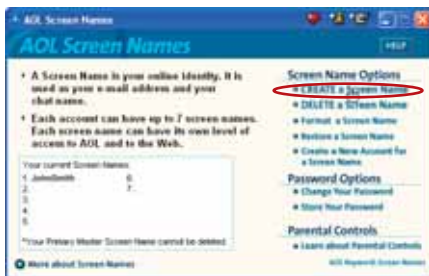 AOL Screen Names
AOL Screen Names
HELP
• A Screen Name is your online identity. It is
used as your e-mail address and your
chat name.
• Each account can have up to 7 screen names.
Each screen name can have its own level of
access to AOL and to the Web.
Your current Screen Names:
1. JohnSmith 6.
2. 7.
3.
4.
5.
*Your Primary Master Screen Name cannot be deleted.
More about Screen Names
Screen Name Options
• CREATE a Screen Name
• DELETE a Screen Name
• Format a Screen Name
• Restore a Screen Name
• Create a New Account for
a Screen Name
Password Options
• Change Your Password
• Store Your Password
Parental Controls
• Learn about Parental Controls
AOL Keyword: Screen Names